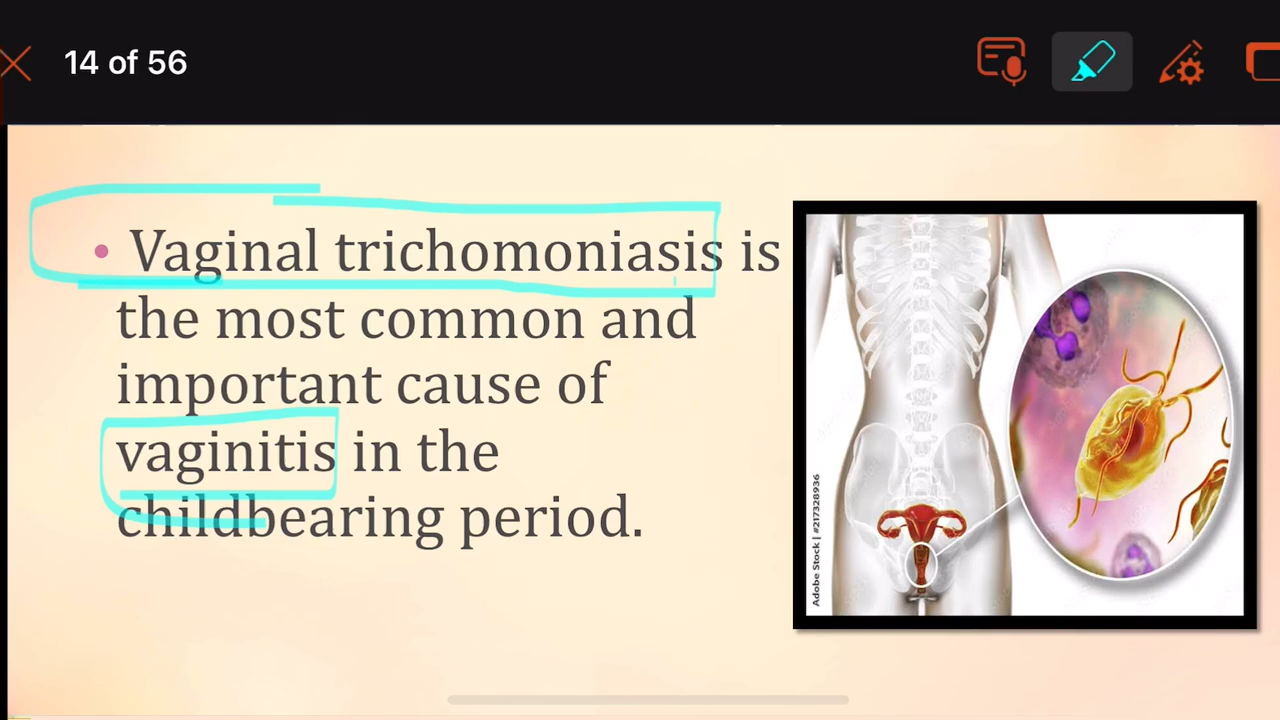 14 of 56
• Vaginal trichomoniasis is
the most common and
important cause of
vaginitis in the
childbearing period.
Adobe Stock | #217328936